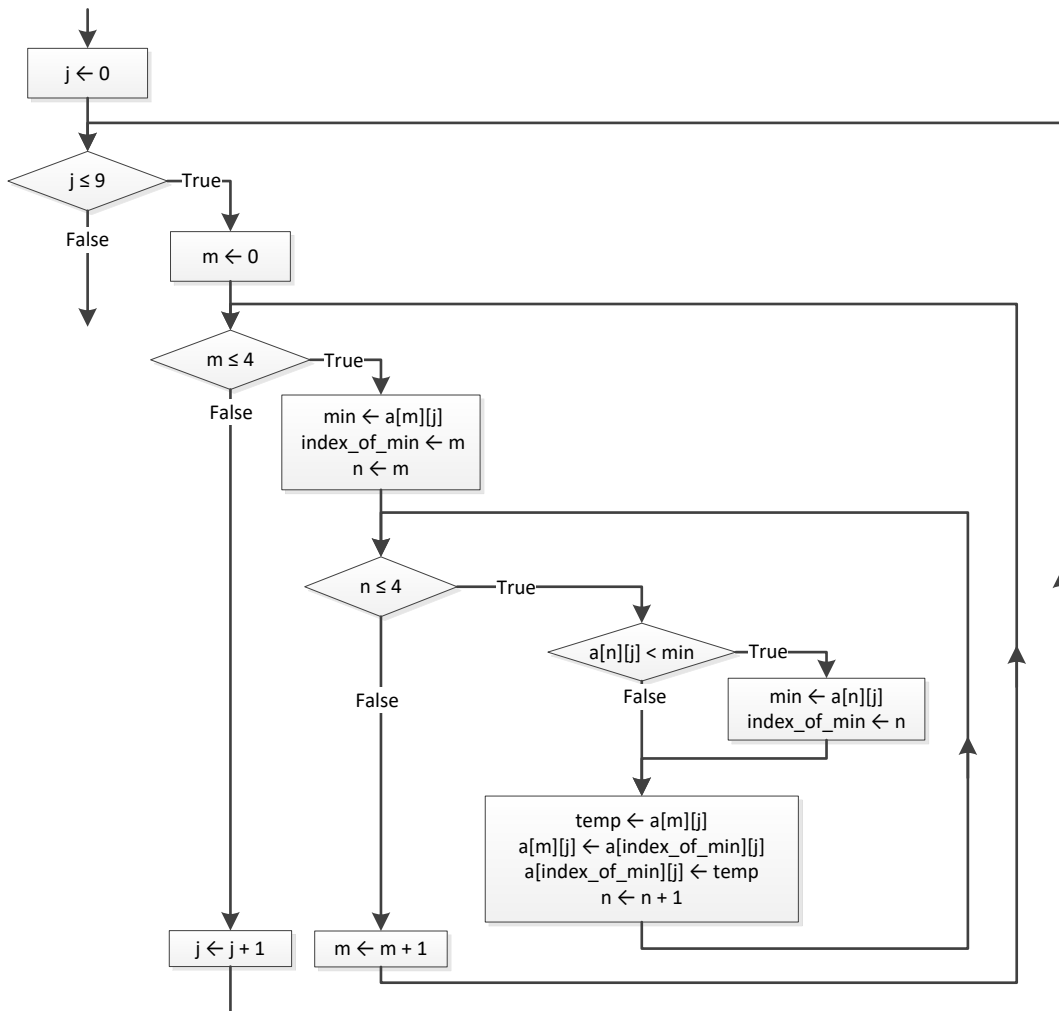 j ← 0
j ≤ 9
True
False
m ← 0
m ≤ 4
True
False
min ← a[m][j]
index_of_min ← m
n ← m
n ≤ 4
True
a[n][j] < min
True
False
False
min ← a[n][j]
index_of_min ← n
temp ← a[m][j]
a[m][j] ← a[index_of_min][j]
a[index_of_min][j] ← temp
n ← n + 1
j ← j + 1
m ← m + 1